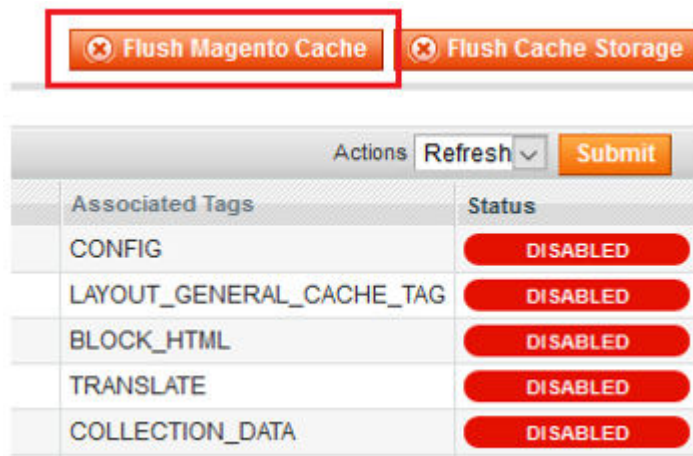 Flush Magento Cache Flush Cache Storage
Actions Refresh Submit
Associated Tags Status
CONFIG DISABLED
LAYOUT_GENERAL_CACHE_TAG DISABLED
BLOCK_HTML DISABLED
TRANSLATE DISABLED
COLLECTION_DATA DISABLED